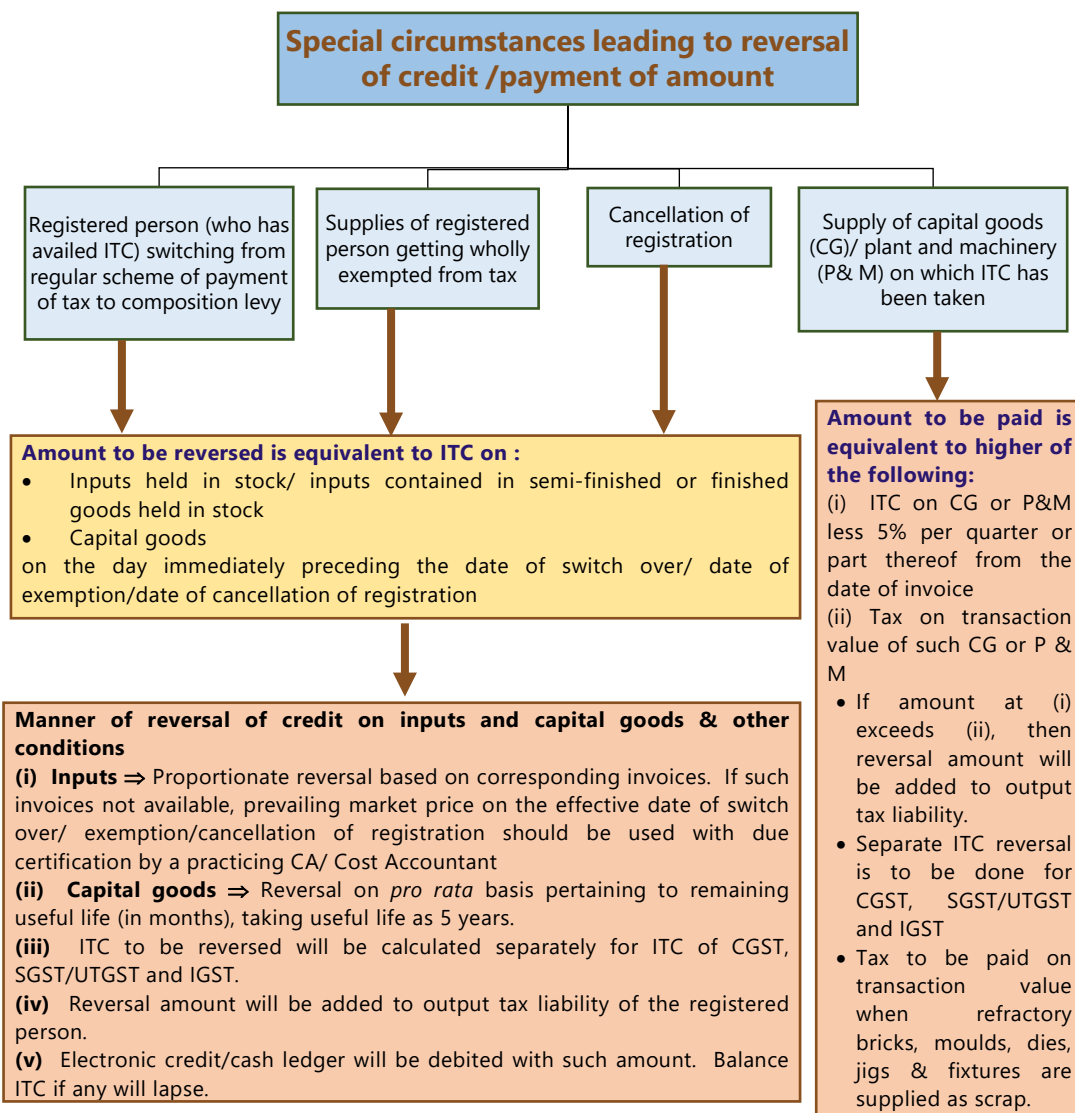 Special circumstances leading to reversal
of credit /payment of amount
Registered person (who has
availed ITC) switching from
regular scheme of payment
of tax to composition levy
Supplies of registered
person getting wholly
exempted from tax
Cancellation of
registration
Supply of capital goods
(CG)/ plant and machinery
(P& M) on which ITC has
been taken
Amount to be reversed is equivalent to ITC on :
• Inputs held in stock/ inputs contained in semi-finished or finished
goods held in stock
• Capital goods
on the day immediately preceding the date of switch over/ date of
exemption/date of cancellation of registration
Manner of reversal of credit on inputs and capital goods & other
conditions
(i) Inputs ⇒ Proportionate reversal based on corresponding invoices. If such
invoices not available, prevailing market price on the effective date of switch
over/ exemption/cancellation of registration should be used with due
certification by a practicing CA/ Cost Accountant
(ii) Capital goods ⇒ Reversal on pro rata basis pertaining to remaining
useful life (in months), taking useful life as 5 years.
(iii) ITC to be reversed will be calculated separately for ITC of CGST,
SGST/UTGST and IGST.
(iv) Reversal amount will be added to output tax liability of the registered
person.
(v) Electronic credit/cash ledger will be debited with such amount. Balance
ITC if any will lapse.
Amount to be paid is
equivalent to higher of
the following:
(i) ITC on CG or P&M
less 5% per quarter or
part thereof from the
date of invoice
(ii) Tax on transaction
value of such CG or P &
M
• If amount at (i)
exceeds (ii), then
reversal amount will
be added to output
tax liability.
• Separate ITC reversal
is to be done for
CGST, SGST/UTGST
and IGST
• Tax to be paid on
transaction value
when refractory
bricks, moulds, dies,
jigs & fixtures are
supplied as scrap.